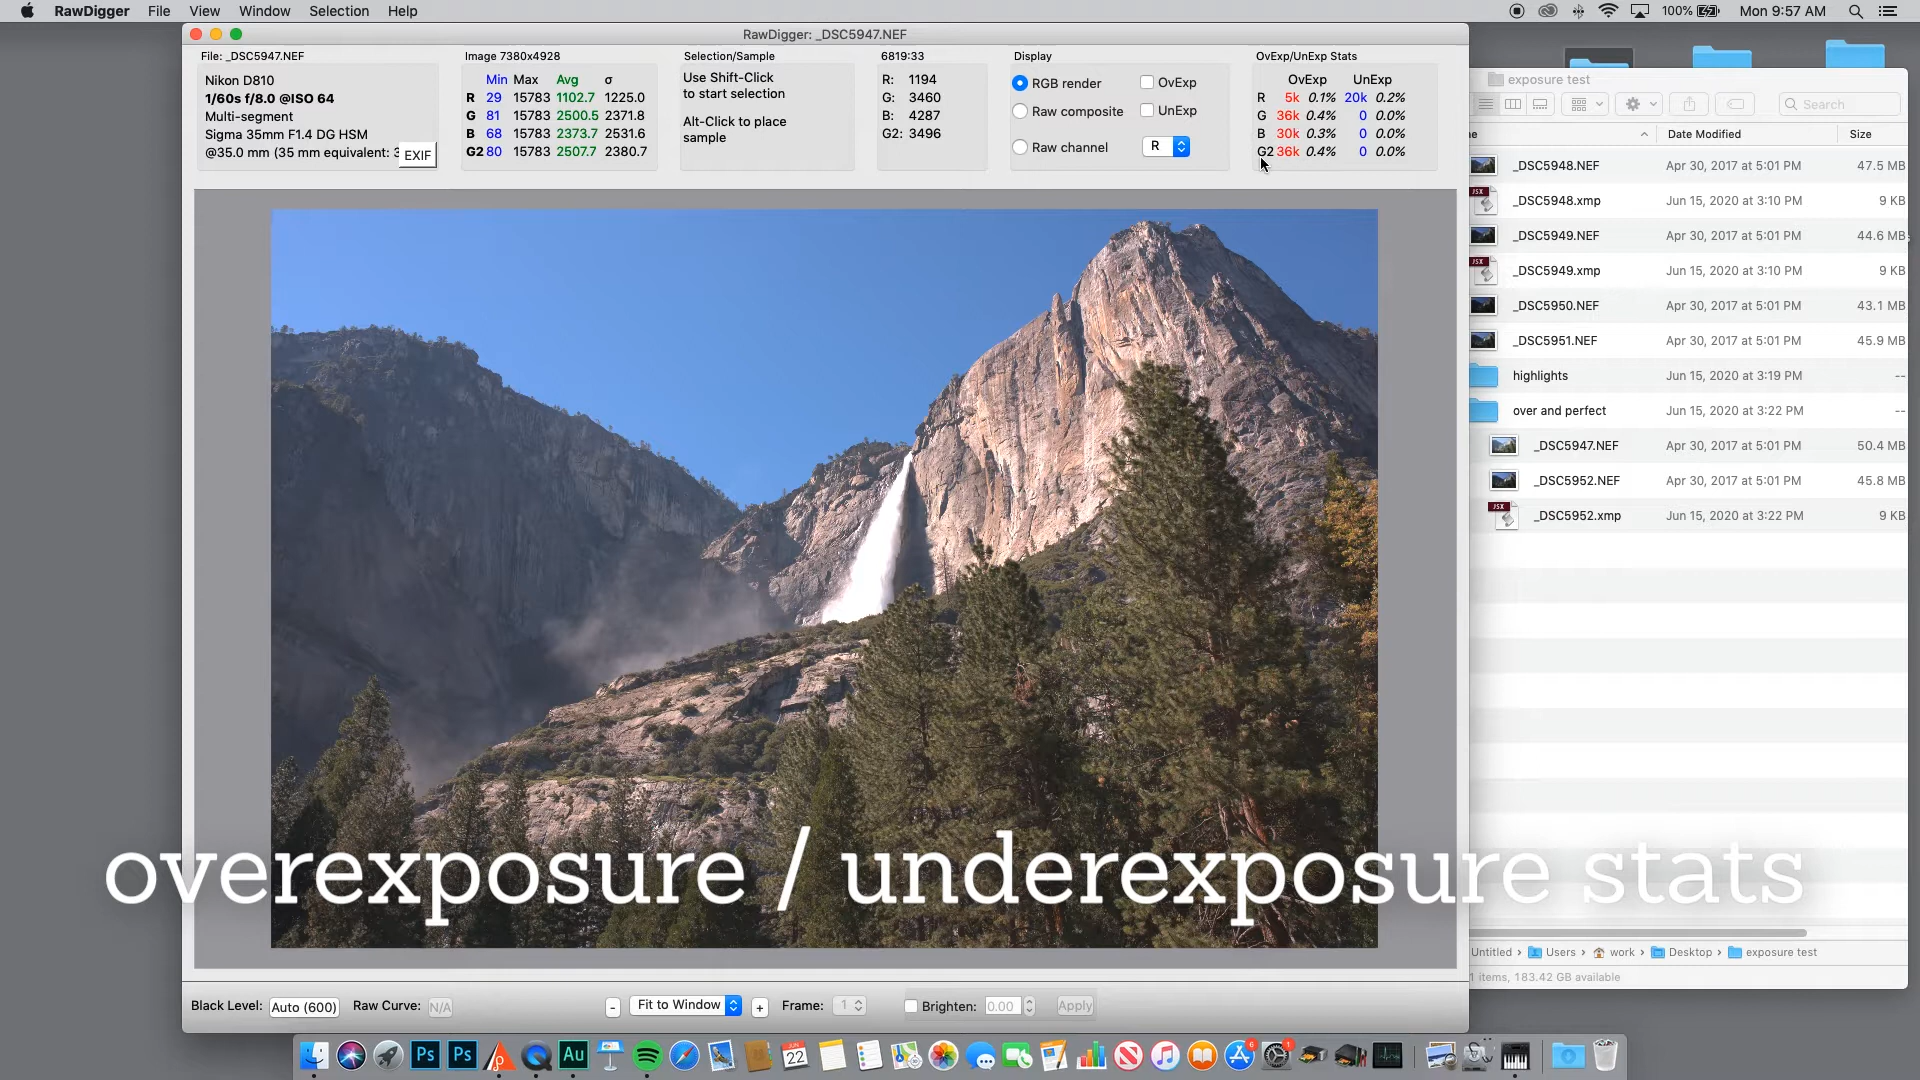 RawDigger File View Window Selection Help
100% Mon 9:57 AM
RawDigger: _DSC5947.NEF
File: _DSC5947.NEF
Nikon D810
1/60s f/8.0 @ISO 64
Multi-segment
Sigma 35mm F1.4 DG HSM
@35.0 mm (35 mm equivalent: 3
EXIF
Image 7380x4928
Min Max Avg σ
R 29 15783 1102.7 1225.0
G 81 15783 2500.5 2371.8
B 68 15783 2373.7 2531.6
G2 80 15783 2507.7 2380.7
Selection/Sample
Use Shift-Click
to start selection
Alt-Click to place
sample
6819:33
R: 1194
G: 3460
B: 4287
G2: 3496
Display
RGB render OvExp
Raw composite UnExp
Raw channel R
OvExp/UnExp Stats
OvExp UnExp
R 5k 0.1% 20k 0.2%
G 36k 0.4% 0 0.0%
B 30k 0.3% 0 0.0%
G2 36k 0.4% 0 0.0%
exposure test
Search
Date Modified Size
_DSC5948.NEF Apr 30, 2017 at 5:01 PM 47.5 MB
JSX _DSC5948.xmp Jun 15, 2020 at 3:10 PM 9 KB
_DSC5949.NEF Apr 30, 2017 at 5:01 PM 44.6 MB
JSX _DSC5949.xmp Jun 15, 2020 at 3:10 PM 9 KB
_DSC5950.NEF Apr 30, 2017 at 5:01 PM 43.1 MB
_DSC5951.NEF Apr 30, 2017 at 5:01 PM 45.9 MB
highlights Jun 15, 2020 at 3:19 PM --
over and perfect Jun 15, 2020 at 3:22 PM --
_DSC5947.NEF Apr 30, 2017 at 5:01 PM 50.4 MB
_DSC5952.NEF Apr 30, 2017 at 5:01 PM 45.8 MB
JSX _DSC5952.xmp Jun 15, 2020 at 3:22 PM 9 KB
overexposure / underexposure stats
Untitled › Users › work › Desktop › exposure test
1 items, 183.42 GB available
Black Level: Auto (600) Raw Curve: N/A - Fit to Window + Frame: 1 Brighten: 0.00 Apply
Ps Ps Au JUN 22 6 1